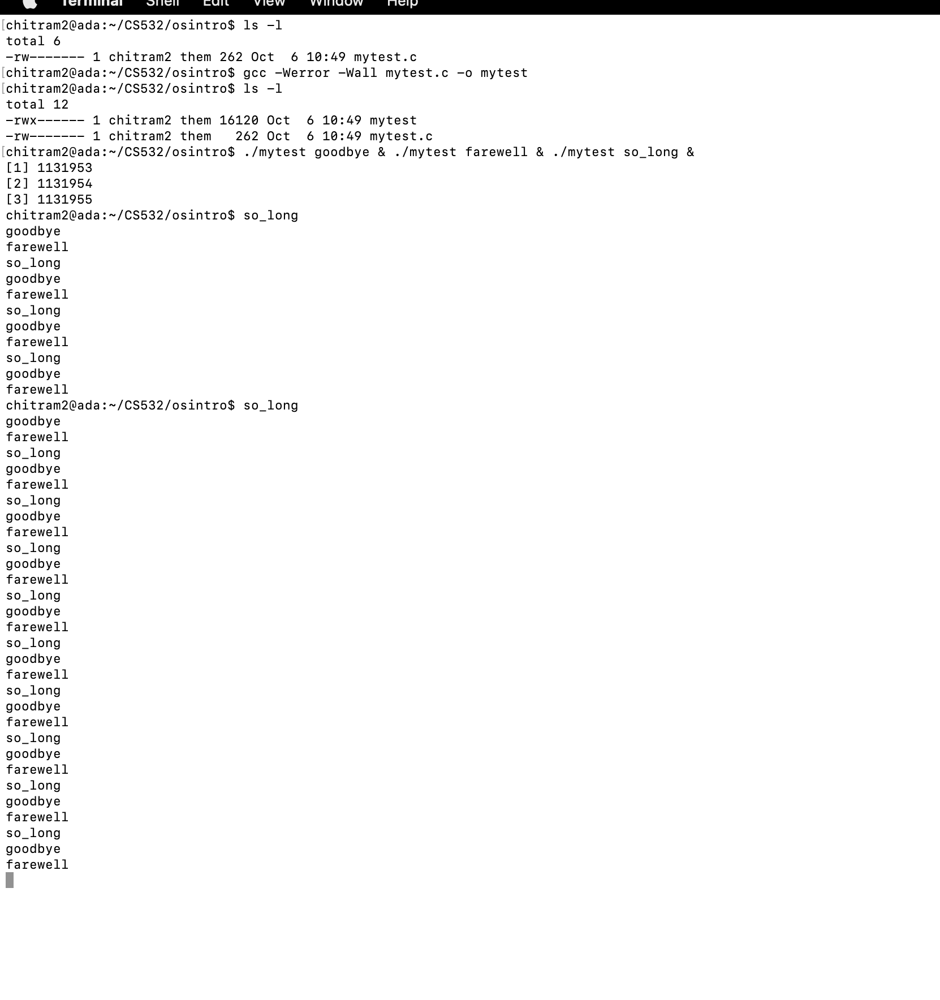 Terminal Shell Edit View Window Help
[chitram2@ada:~/CS532/osintro$ ls -l
total 6
-rw------- 1 chitram2 them 262 Oct  6 10:49 mytest.c
[chitram2@ada:~/CS532/osintro$ gcc -Werror -Wall mytest.c -o mytest
[chitram2@ada:~/CS532/osintro$ ls -l
total 12
-rwx------ 1 chitram2 them 16120 Oct  6 10:49 mytest
-rw------- 1 chitram2 them   262 Oct  6 10:49 mytest.c
[chitram2@ada:~/CS532/osintro$ ./mytest goodbye & ./mytest farewell & ./mytest so_long &
[1] 1131953
[2] 1131954
[3] 1131955
chitram2@ada:~/CS532/osintro$ so_long
goodbye
farewell
so_long
goodbye
farewell
so_long
goodbye
farewell
so_long
goodbye
farewell
chitram2@ada:~/CS532/osintro$ so_long
goodbye
farewell
so_long
goodbye
farewell
so_long
goodbye
farewell
so_long
goodbye
farewell
so_long
goodbye
farewell
so_long
goodbye
farewell
so_long
goodbye
farewell
so_long
goodbye
farewell
so_long
goodbye
farewell
so_long
goodbye
farewell